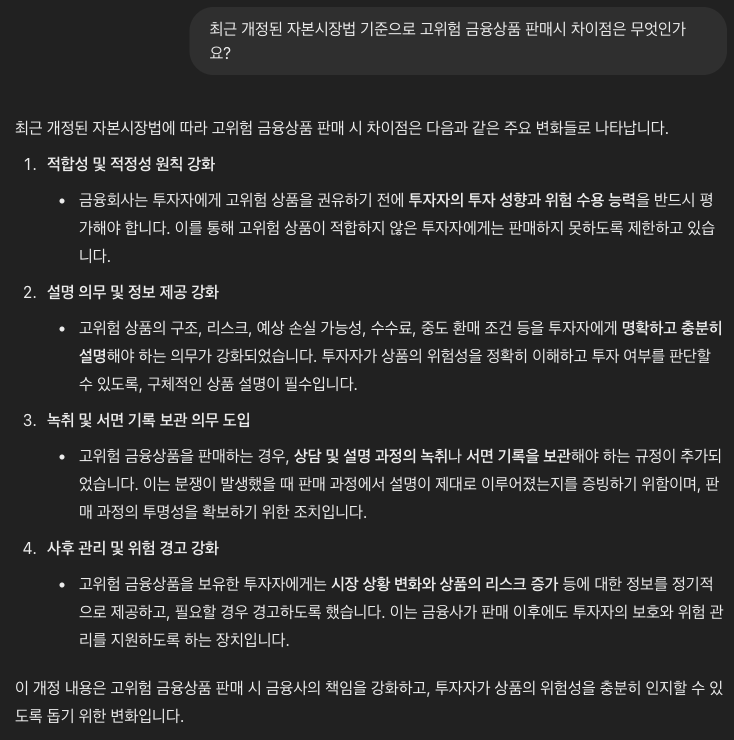 최근 개정된 자본시장법 기준으로 고위험 금융상품 판매시 차이점은 무엇인가
요?
최근 개정된 자본시장법에 따라 고위험 금융상품 판매 시 차이점은 다음과 같은 주요 변화들로 나타납니다.
1. 적합성 및 적정성 원칙 강화
• 금융회사는 투자자에게 고위험 상품을 권유하기 전에 투자자의 투자 성향과 위험 수용 능력을 반드시 평
가해야 합니다. 이를 통해 고위험 상품이 적합하지 않은 투자자에게는 판매하지 못하도록 제한하고 있습
니다.
2. 설명 의무 및 정보 제공 강화
• 고위험 상품의 구조, 리스크, 예상 손실 가능성, 수수료, 중도 환매 조건 등을 투자자에게 명확하고 충분히
설명해야 하는 의무가 강화되었습니다. 투자자가 상품의 위험성을 정확히 이해하고 투자 여부를 판단할
수 있도록, 구체적인 상품 설명이 필수입니다.
3. 녹취 및 서면 기록 보관 의무 도입
• 고위험 금융상품을 판매하는 경우, 상담 및 설명 과정의 녹취나 서면 기록을 보관해야 하는 규정이 추가되
었습니다. 이는 분쟁이 발생했을 때 판매 과정에서 설명이 제대로 이루어졌는지를 증빙하기 위함이며, 판
매 과정의 투명성을 확보하기 위한 조치입니다.
4. 사후 관리 및 위험 경고 강화
• 고위험 금융상품을 보유한 투자자에게는 시장 상황 변화와 상품의 리스크 증가 등에 대한 정보를 정기적
으로 제공하고, 필요할 경우 경고하도록 했습니다. 이는 금융사가 판매 이후에도 투자자의 보호와 위험 관
리를 지원하도록 하는 장치입니다.
이 개정 내용은 고위험 금융상품 판매 시 금융사의 책임을 강화하고, 투자자가 상품의 위험성을 충분히 인지할 수 있
도록 돕기 위한 변화입니다.